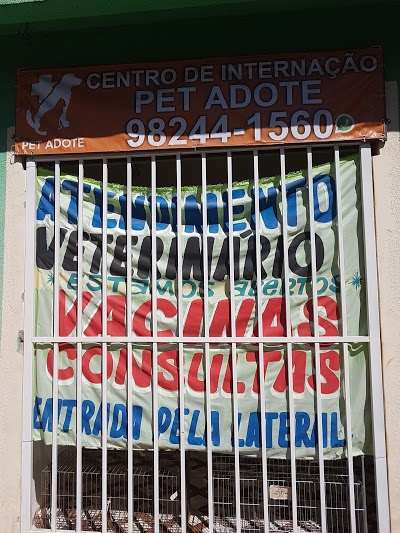 CENTRO DE INTERNAÇÃO
PET ADOTE
98244-1560
PET ADOTE
ATENDIMENTO
VETERINÁRIO
ESTAMOS abertos
VACINAS
CONSULTAS
ENTRADA PELA LATERAL